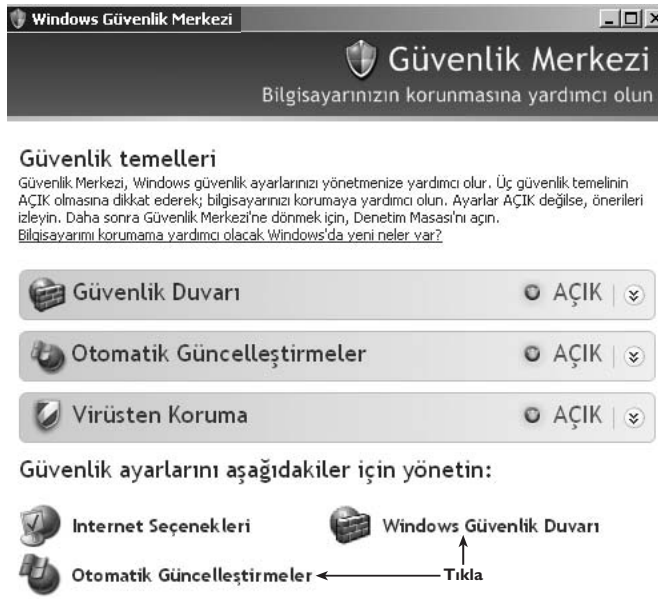 Windows Güvenlik Merkezi
Güvenlik Merkezi
Bilgisayarınızın korunmasına yardımcı olun
Güvenlik temelleri
Güvenlik Merkezi, Windows güvenlik ayarlarınızı yönetmenize yardımcı olur. Üç güvenlik temelinin
AÇIK olmasına dikkat ederek; bilgisayarınızı korumaya yardımcı olun. Ayarlar AÇIK değilse, önerileri
izleyin. Daha sonra Güvenlik Merkezi'ne dönmek için, Denetim Masası'nı açın.
Bilgisayarımı korumama yardımcı olacak Windows'da yeni neler var?
Güvenlik Duvarı AÇIK
Otomatik Güncelleştirmeler AÇIK
Virüsten Koruma AÇIK
Güvenlik ayarlarını aşağıdakiler için yönetin:
Internet Seçenekleri Windows Güvenlik Duvarı
Otomatik Güncelleştirmeler Tıkla